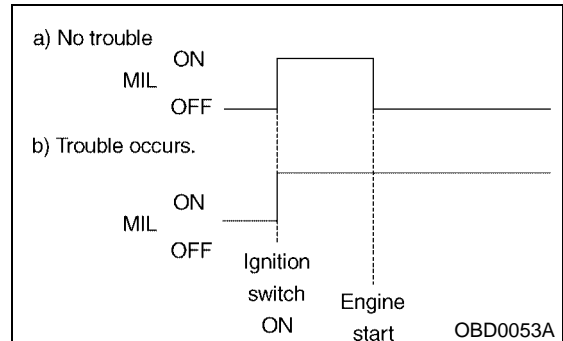 a) No trouble
ON
MIL
OFF
b) Trouble occurs.
ON
MIL
OFF
Ignition
switch
ON
Engine
start
OBD0053A